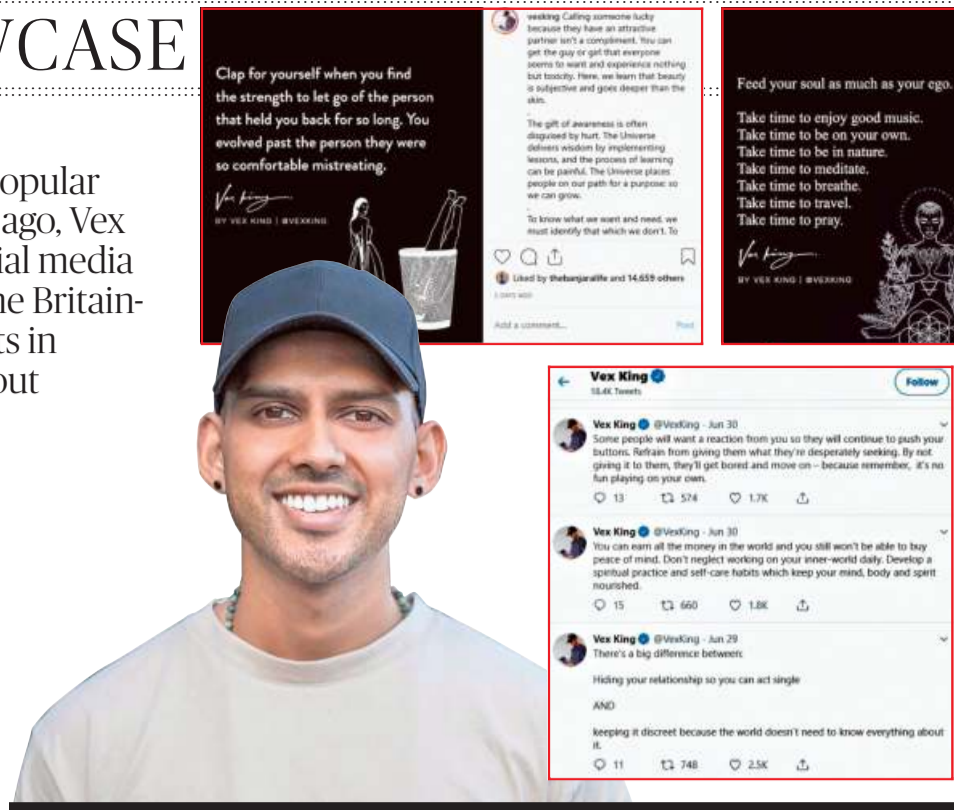 WCASE
opular
ago, Vex
ial media
ne Britain-
ts in
out
Clap for yourself when you find
the strength to let go of the person
that held you back for so long. You
evolved past the person they were
so comfortable mistreating.
Vex King
BY VEX KING | @VEXKING
vexking Calling someone lucky
because they have an attractive
partner isn't a compliment. You can
get the guy or girl that everyone
seems to want and experience nothing
but toxicity. Here, we learn that beauty
is subjective and goes deeper than the
skin.
.
The gift of awareness is often
disguised by hurt. The Universe
delivers wisdom by implementing
lessons, and the process of learning
can be painful. The Universe places
people on our path for a purpose: so
we can grow.
.
To know what we want and need, we
must identify that which we don't. To
Liked by thebanjaralife and 14,659 others
DAYS AGO
Add a comment...
Post
Feed your soul as much as your ego.
Take time to enjoy good music.
Take time to be on your own.
Take time to be in nature.
Take time to meditate.
Take time to breathe.
Take time to travel.
Take time to pray.
Vex King
BY VEX KING | @VEXKING
Vex King
18.4K Tweets
Follow
Vex King @VexKing · Jun 30
Some people will want a reaction from you so they will continue to push your
buttons. Refrain from giving them what they're desperately seeking. By not
giving it to them, they'll get bored and move on – because remember, it's no
fun playing on your own.
13 574 1.7K
Vex King @VexKing · Jun 30
You can earn all the money in the world and you still won't be able to buy
peace of mind. Don't neglect working on your inner-world daily. Develop a
spiritual practice and self-care habits which keep your mind, body and spirit
nourished.
15 660 1.8K
Vex King @VexKing · Jun 29
There's a big difference between:
Hiding your relationship so you can act single
AND
keeping it discreet because the world doesn't need to know everything about
it.
11 748 2.5K